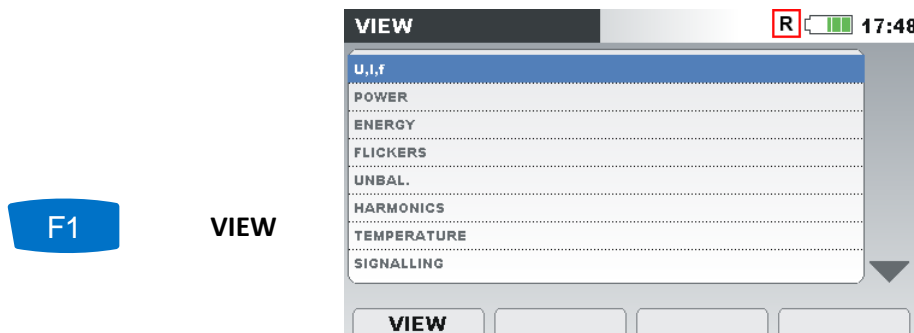 VIEW R 17:48
U,I,f
POWER
ENERGY
FLICKERS
UNBAL.
HARMONICS
F1 VIEW
TEMPERATURE
SIGNALLING
VIEW